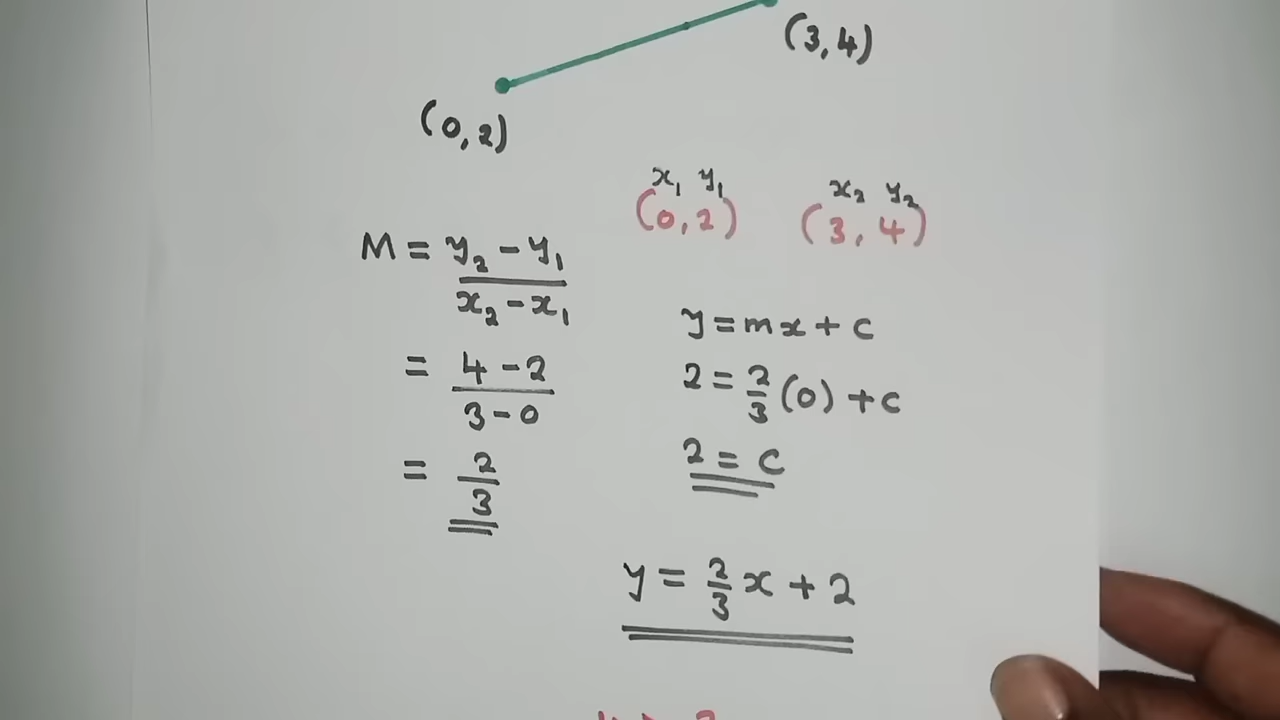 (3, 4)
(0, 2)
x₁ y₁ x₂ y₂
(0, 2) (3, 4)
M = y₂ - y₁ / x₂ - x₁
y = mx + c
= 4 - 2 / 3 - 0
2 = 2/3 (0) + c
= 2/3
2 = c
y = 2/3 x + 2